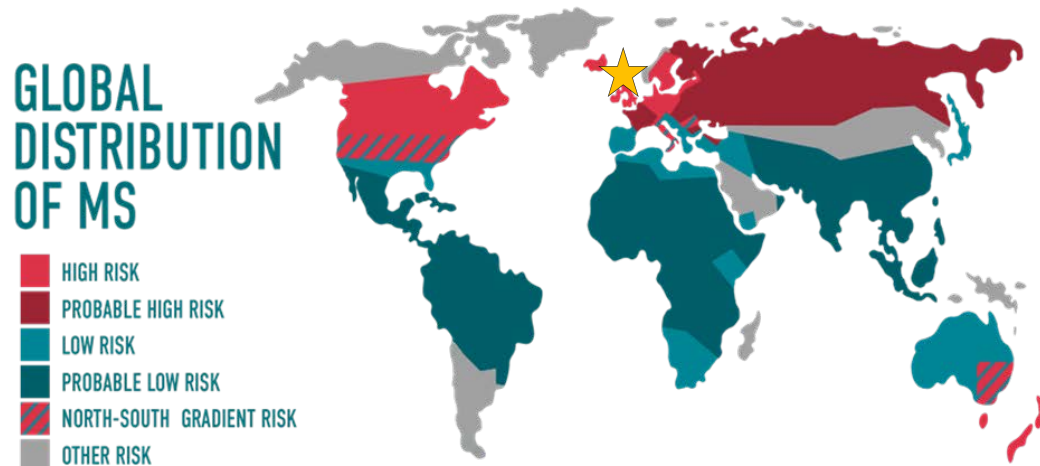 GLOBAL
DISTRIBUTION
OF MS
HIGH RISK
PROBABLE HIGH RISK
LOW RISK
PROBABLE LOW RISK
NORTH-SOUTH GRADIENT RISK
OTHER RISK